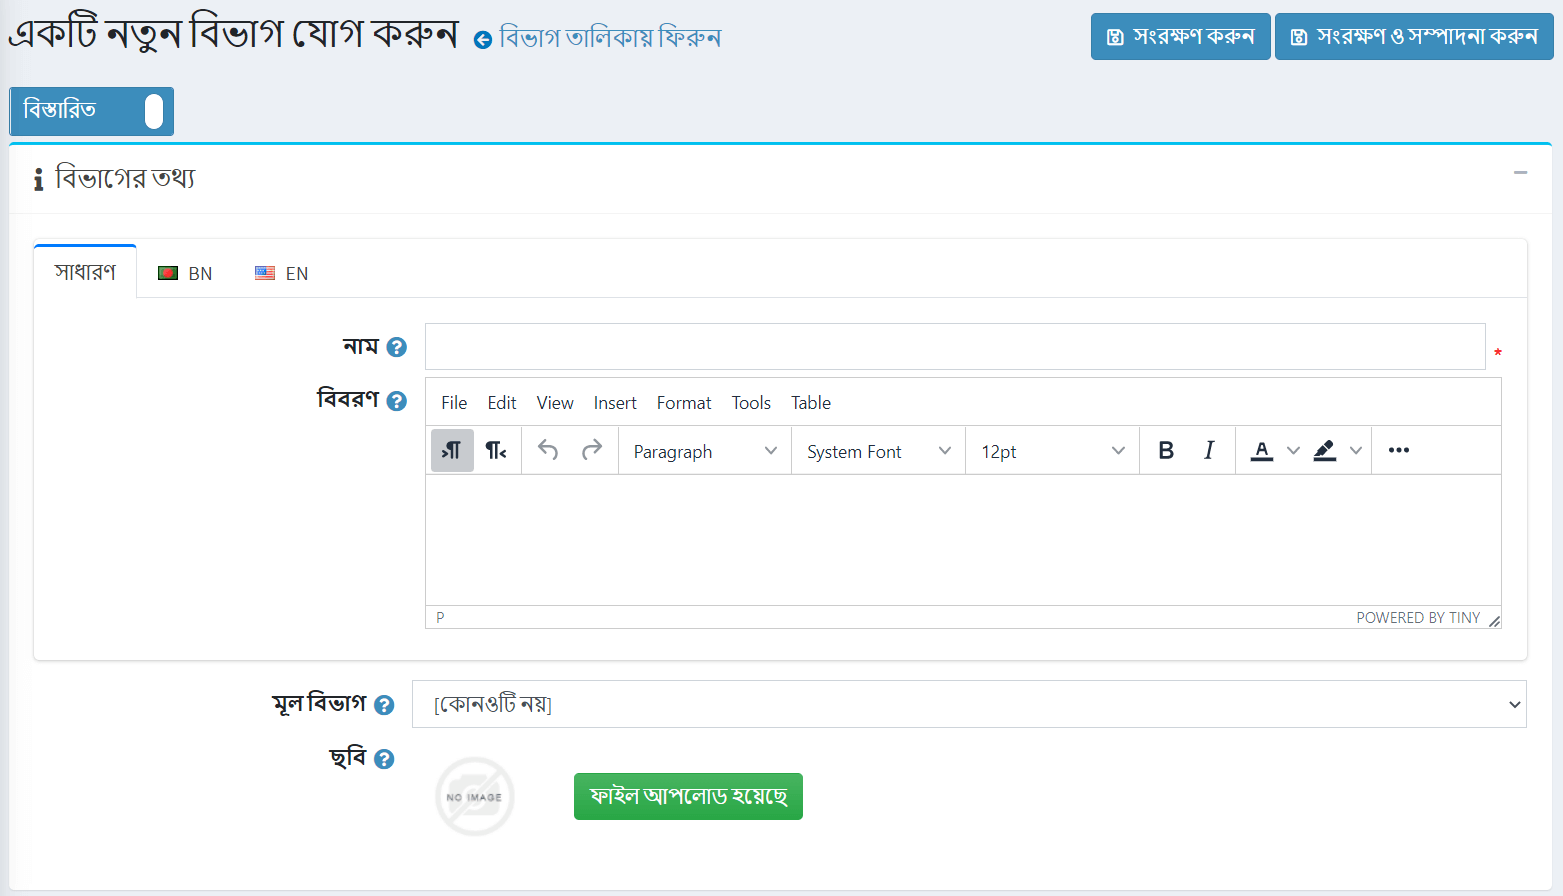 একটি নতুন বিভাগ যোগ করুন বিভাগ তালিকায় ফিরুন
সংরক্ষণ করুন
সংরক্ষণ ও সম্পাদনা করুন
বিস্তারিত
বিভাগের তথ্য
সাধারণ BN EN
নাম *
বিবরণ
File Edit View Insert Format Tools Table
Paragraph System Font 12pt B I A
P POWERED BY TINY
মূল বিভাগ [কোনওটি নয়]
ছবি
NO IMAGE
ফাইল আপলোড হয়েছে